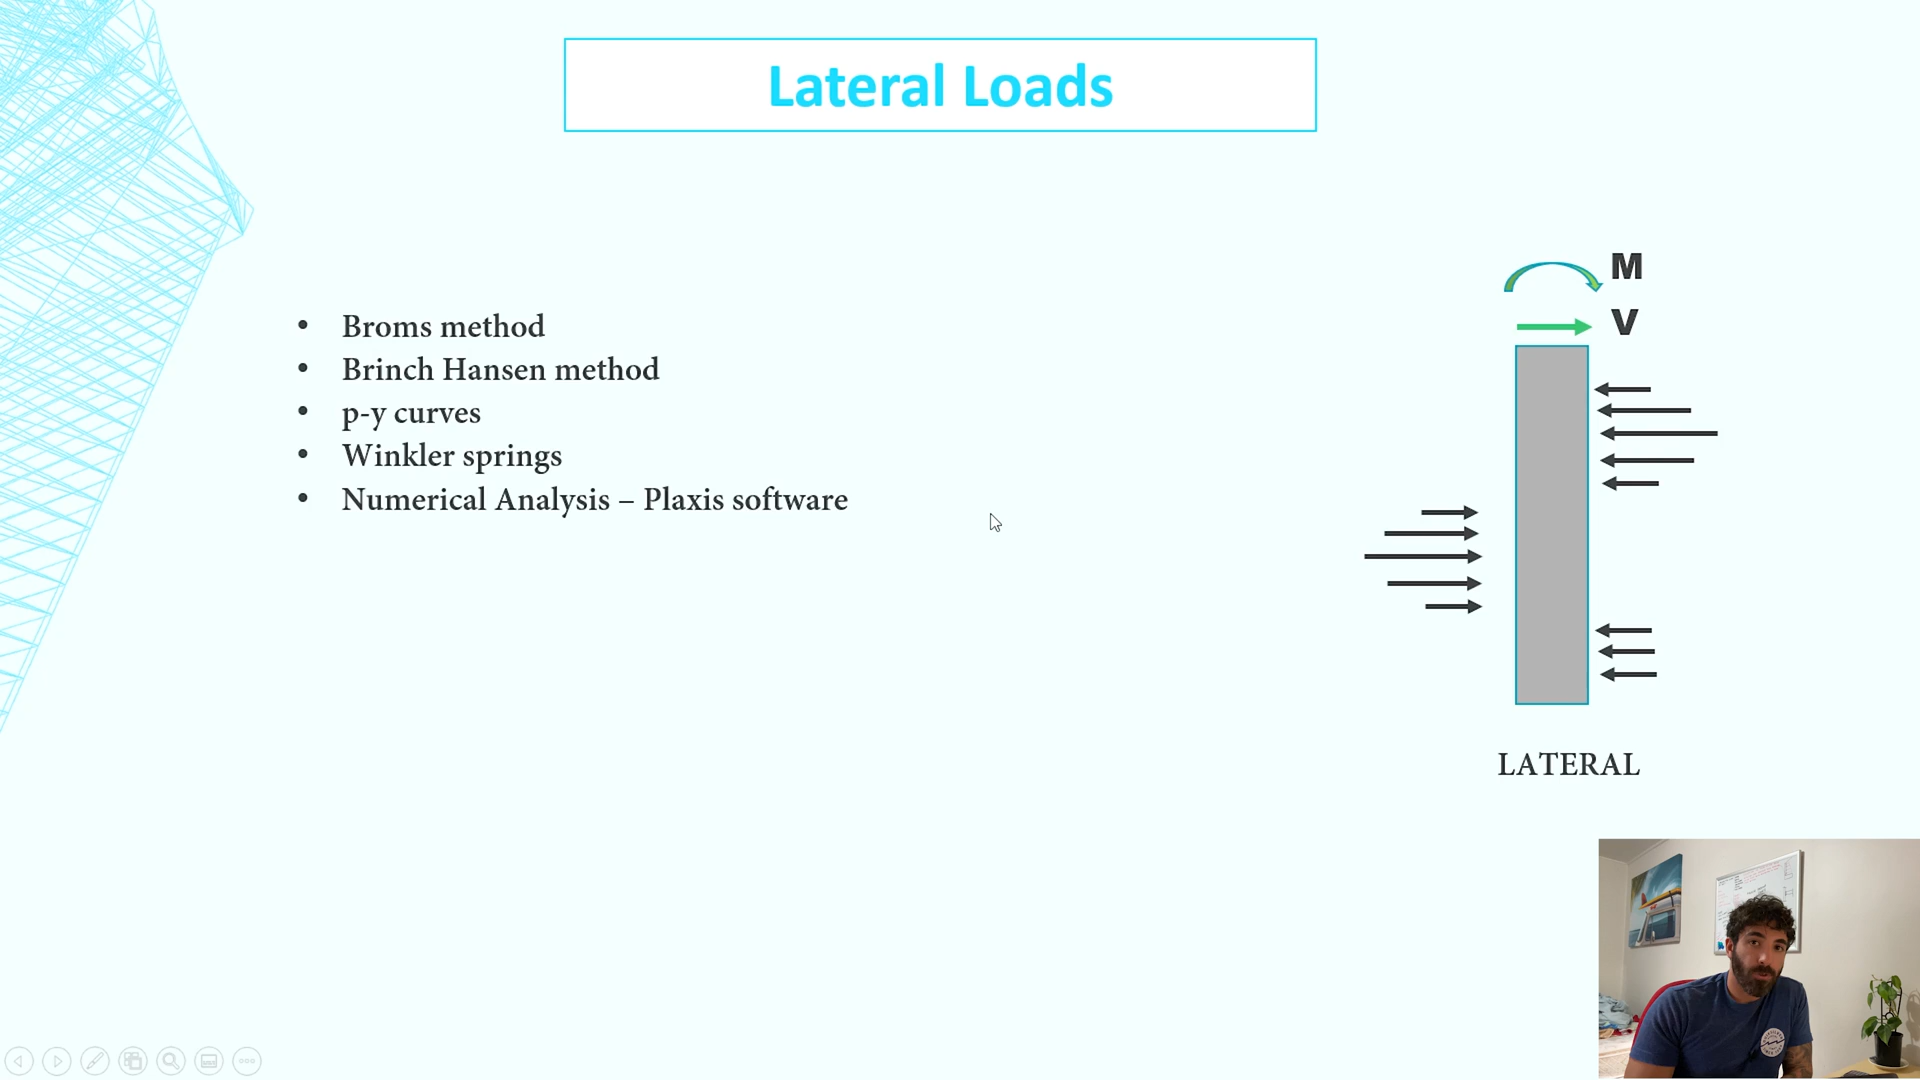 Lateral Loads
• Broms method
• Brinch Hansen method
• p-y curves
• Winkler springs
• Numerical Analysis – Plaxis software
M
V
LATERAL